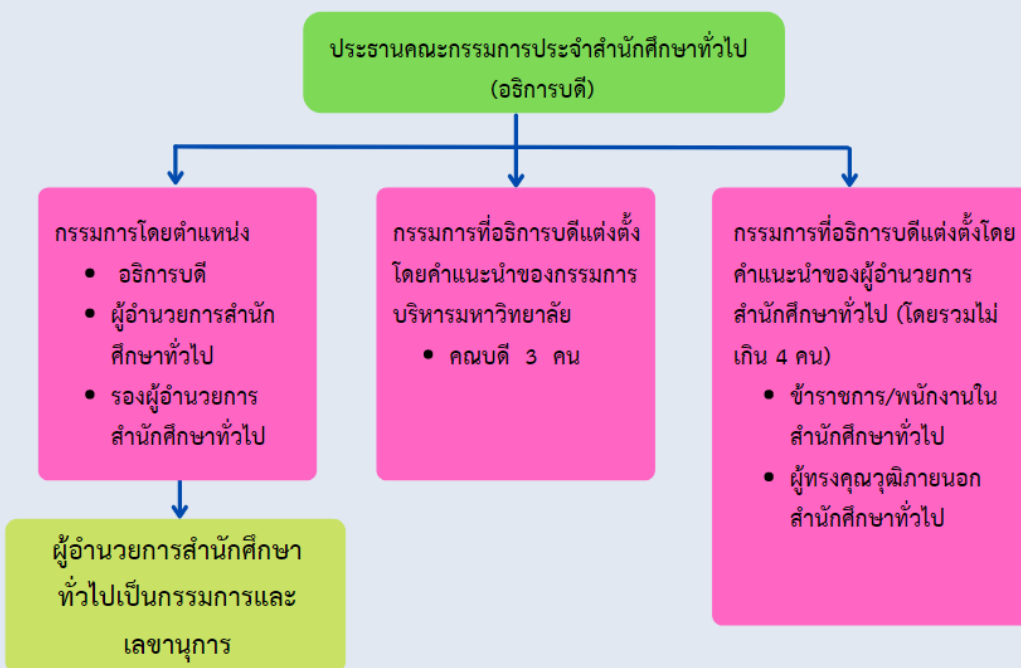 ประธานคณะกรรมการประจำสำนักศึกษาทั่วไป
(อธิการบดี)
กรรมการโดยตำแหน่ง
• อธิการบดี
• ผู้อำนวยการสำนัก
ศึกษาทั่วไป
• รองผู้อำนวยการ
สำนักศึกษาทั่วไป
ผู้อำนวยการสำนักศึกษา
ทั่วไปเป็นกรรมการและ
เลขานุการ
กรรมการที่อธิการบดีแต่งตั้ง
โดยคำแนะนำของกรรมการ
บริหารมหาวิทยาลัย
• คณบดี 3 คน
กรรมการที่อธิการบดีแต่งตั้งโดย
คำแนะนำของผู้อำนวยการ
สำนักศึกษาทั่วไป (โดยรวมไม่
เกิน 4 คน)
• ข้าราชการ/พนักงานใน
สำนักศึกษาทั่วไป
• ผู้ทรงคุณวุฒิภายนอก
สำนักศึกษาทั่วไป